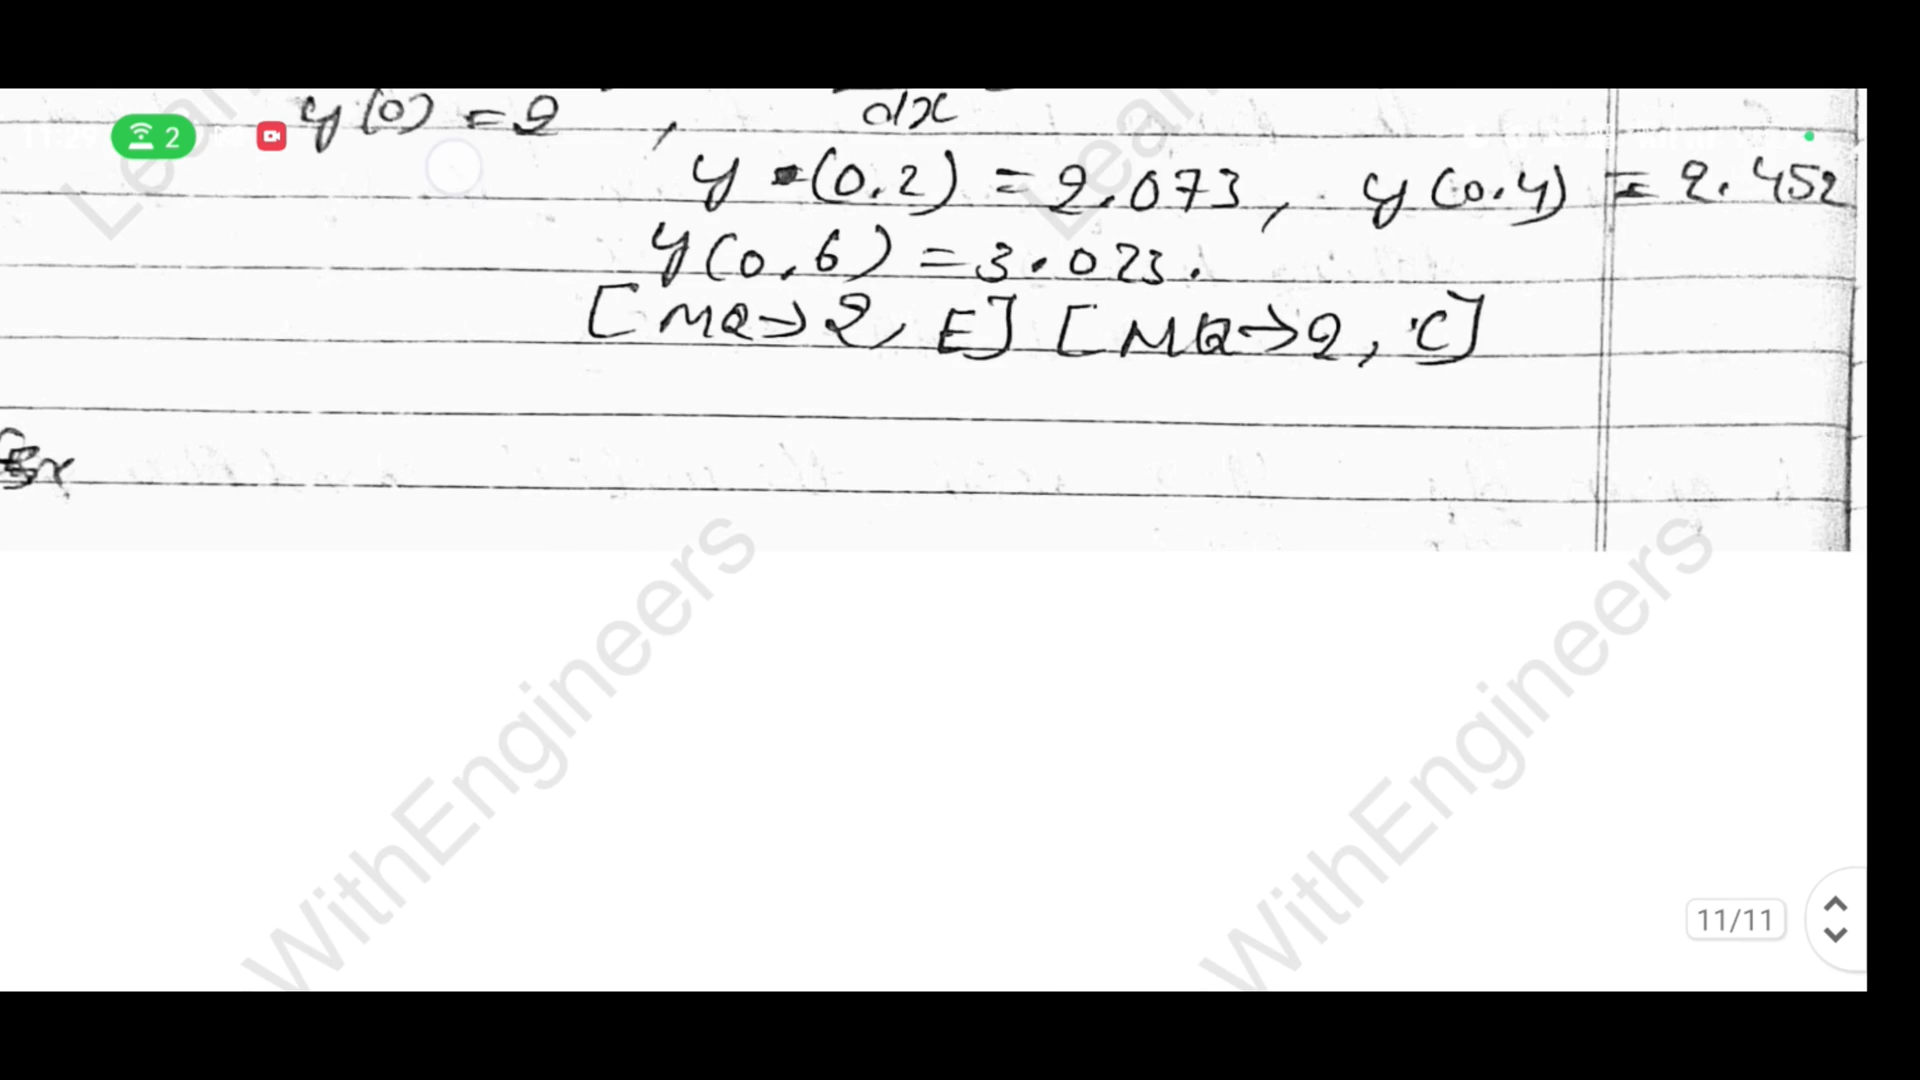 y(0) = 2 , dx
y (0.2) = 2.073, y(0.4) = 2.452
y(0.6) = 3.023.
[MQ→2, E] [MQ→2, C]
WithEngineers WithEngineers
11/11